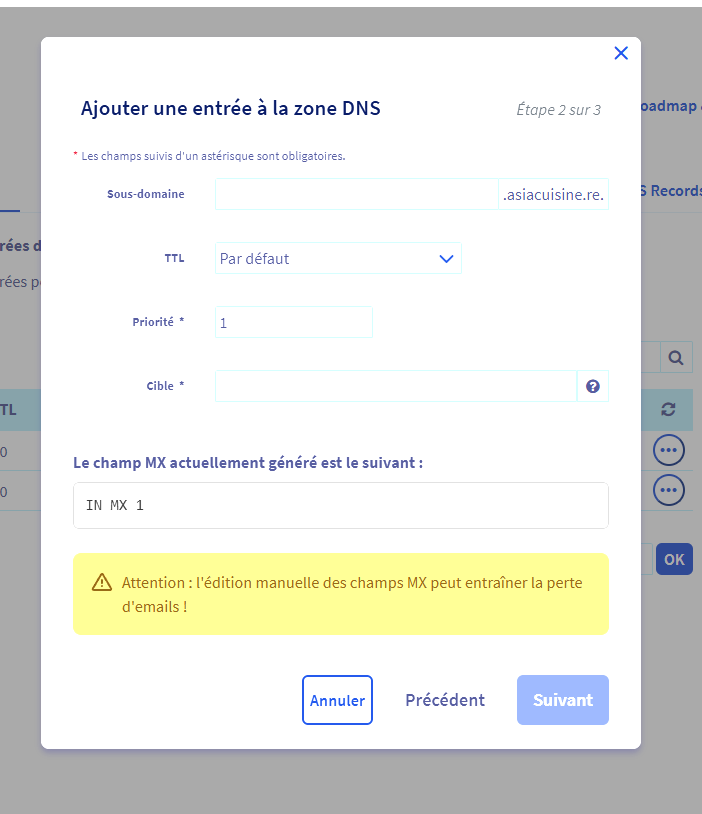 Ajouter une entrée à la zone DNS
Étape 2 sur 3
oadmap
* Les champs suivis d'un astérisque sont obligatoires.
Sous-domaine
.asiacuisine.re.
S Records
rées d
TTL
Par défaut
rées p
Priorité *
1
Cible *
TL
0
Le champ MX actuellement généré est le suivant :
0
IN MX 1
OK
Attention : l'édition manuelle des champs MX peut entraîner la perte
d'emails !
Annuler
Précédent
Suivant